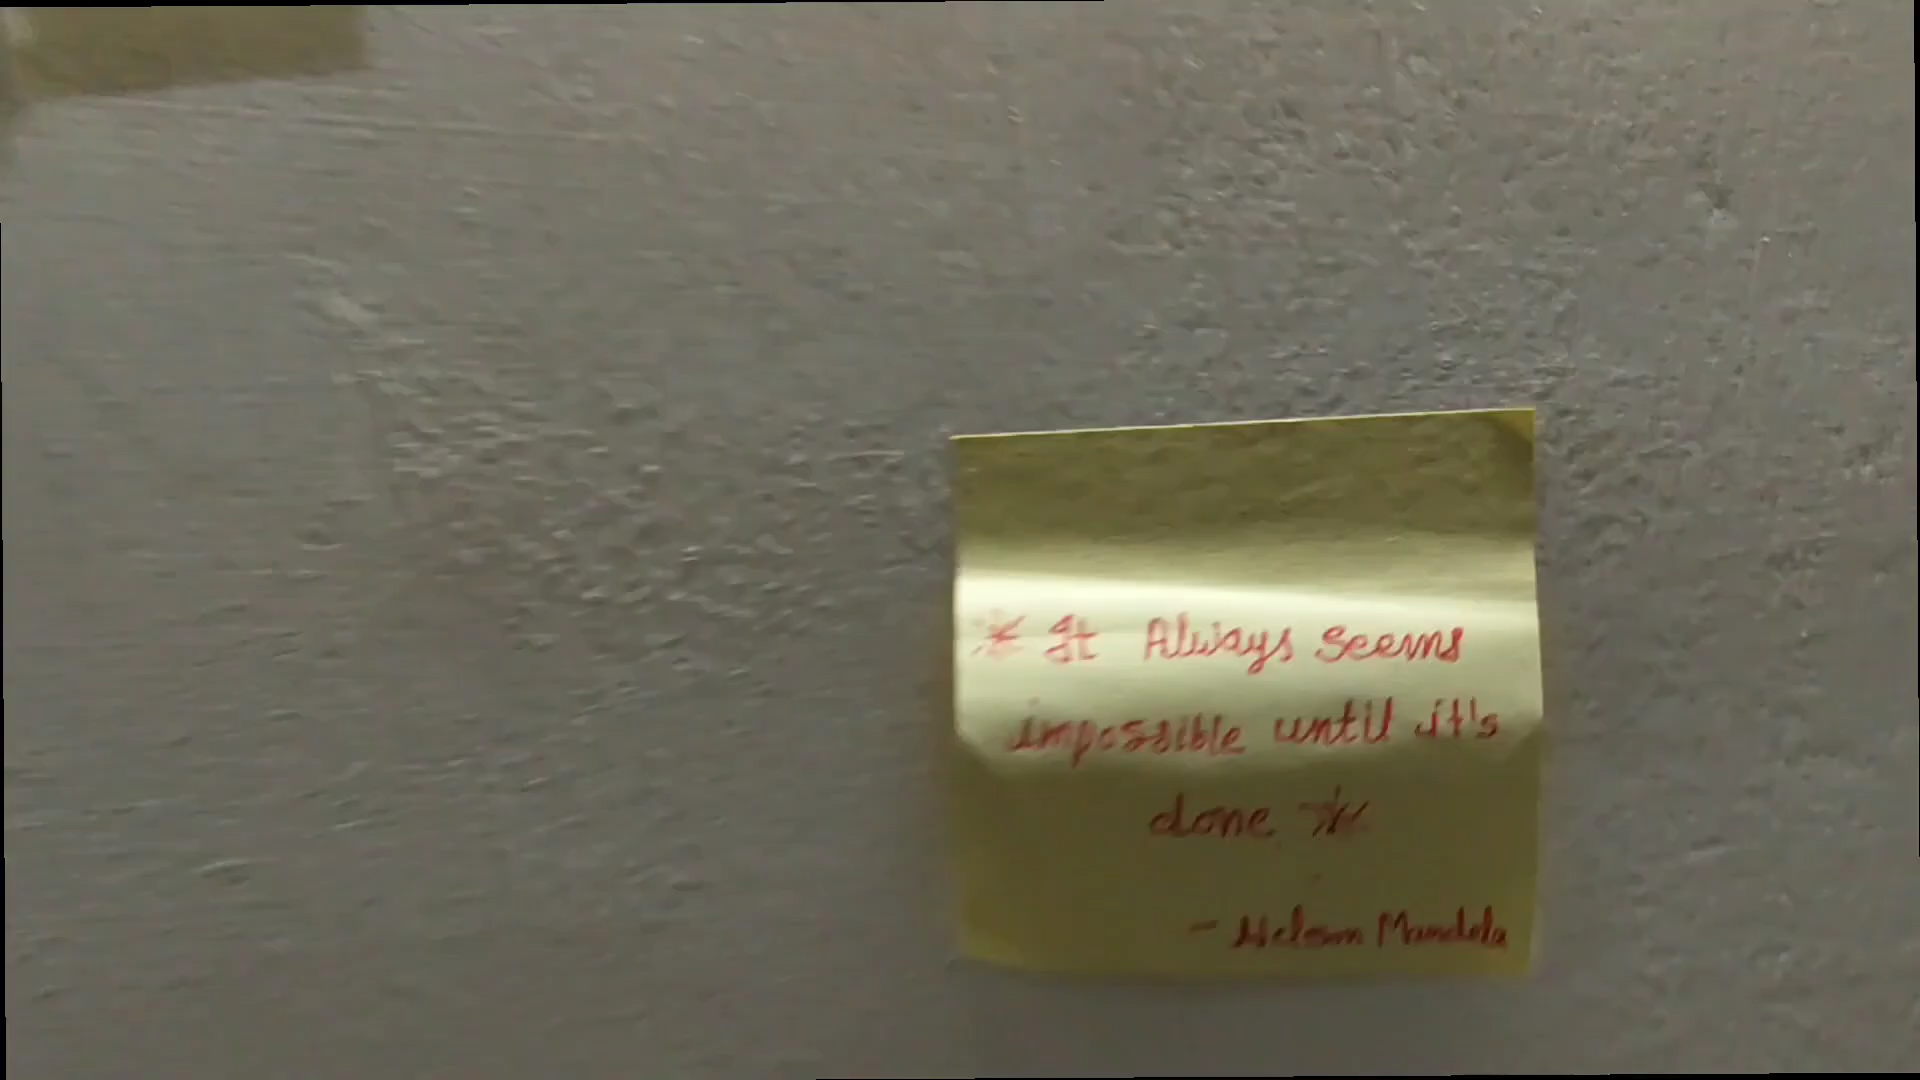 * It Always seems
impossible until it's
done *
- Nelson Mandela